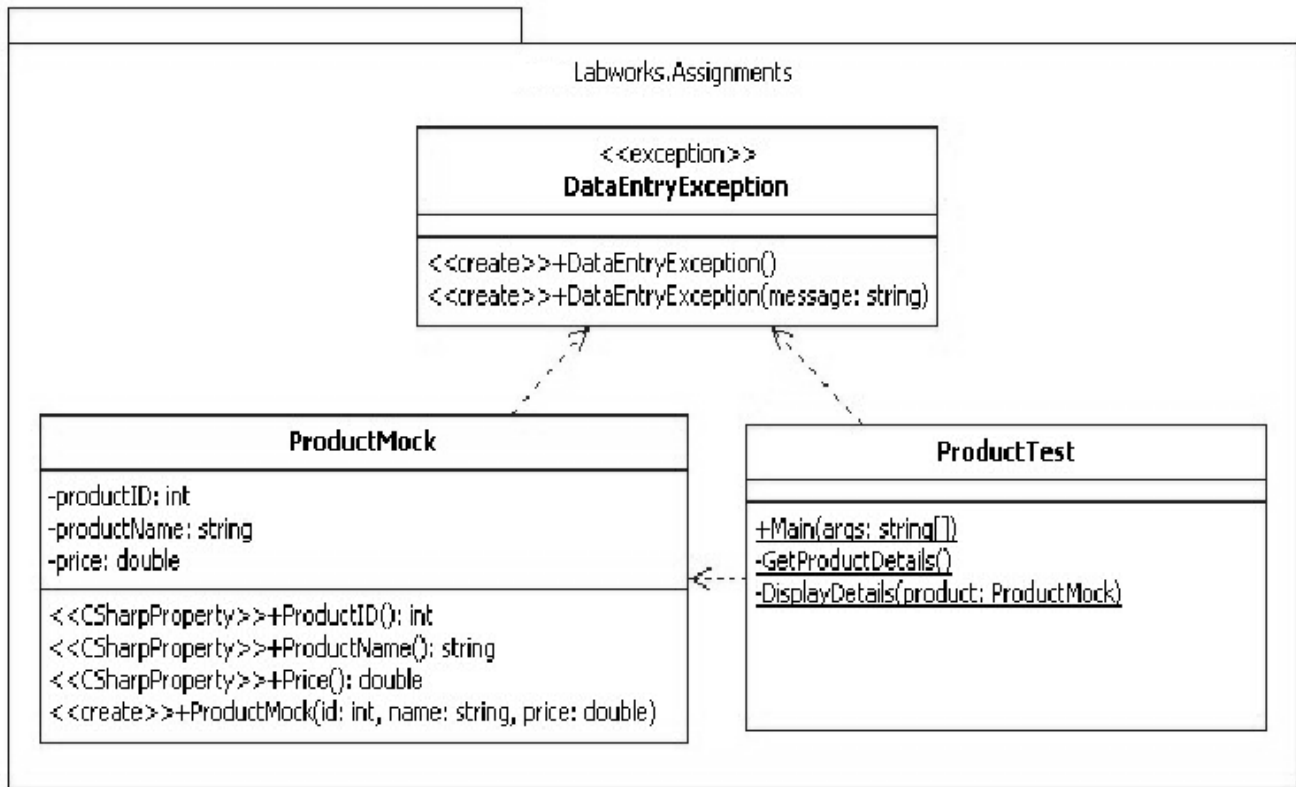 Labworks.Assignments
<<exception>>
DataEntryException
<<create>>+DataEntryException()
<<create>>+DataEntryException(message: string)
ProductMock
-productID: int
-productName: string
-price: double
<<CSharpProperty>>+ProductID(): int
<<CSharpProperty>>+ProductName(): string
<<CSharpProperty>>+Price(): double
<<create>>+ProductMock(id: int, name: string, price: double)
ProductTest
+Main(args: string[])
-GetProductDetails()
-DisplayDetails(product: ProductMock)